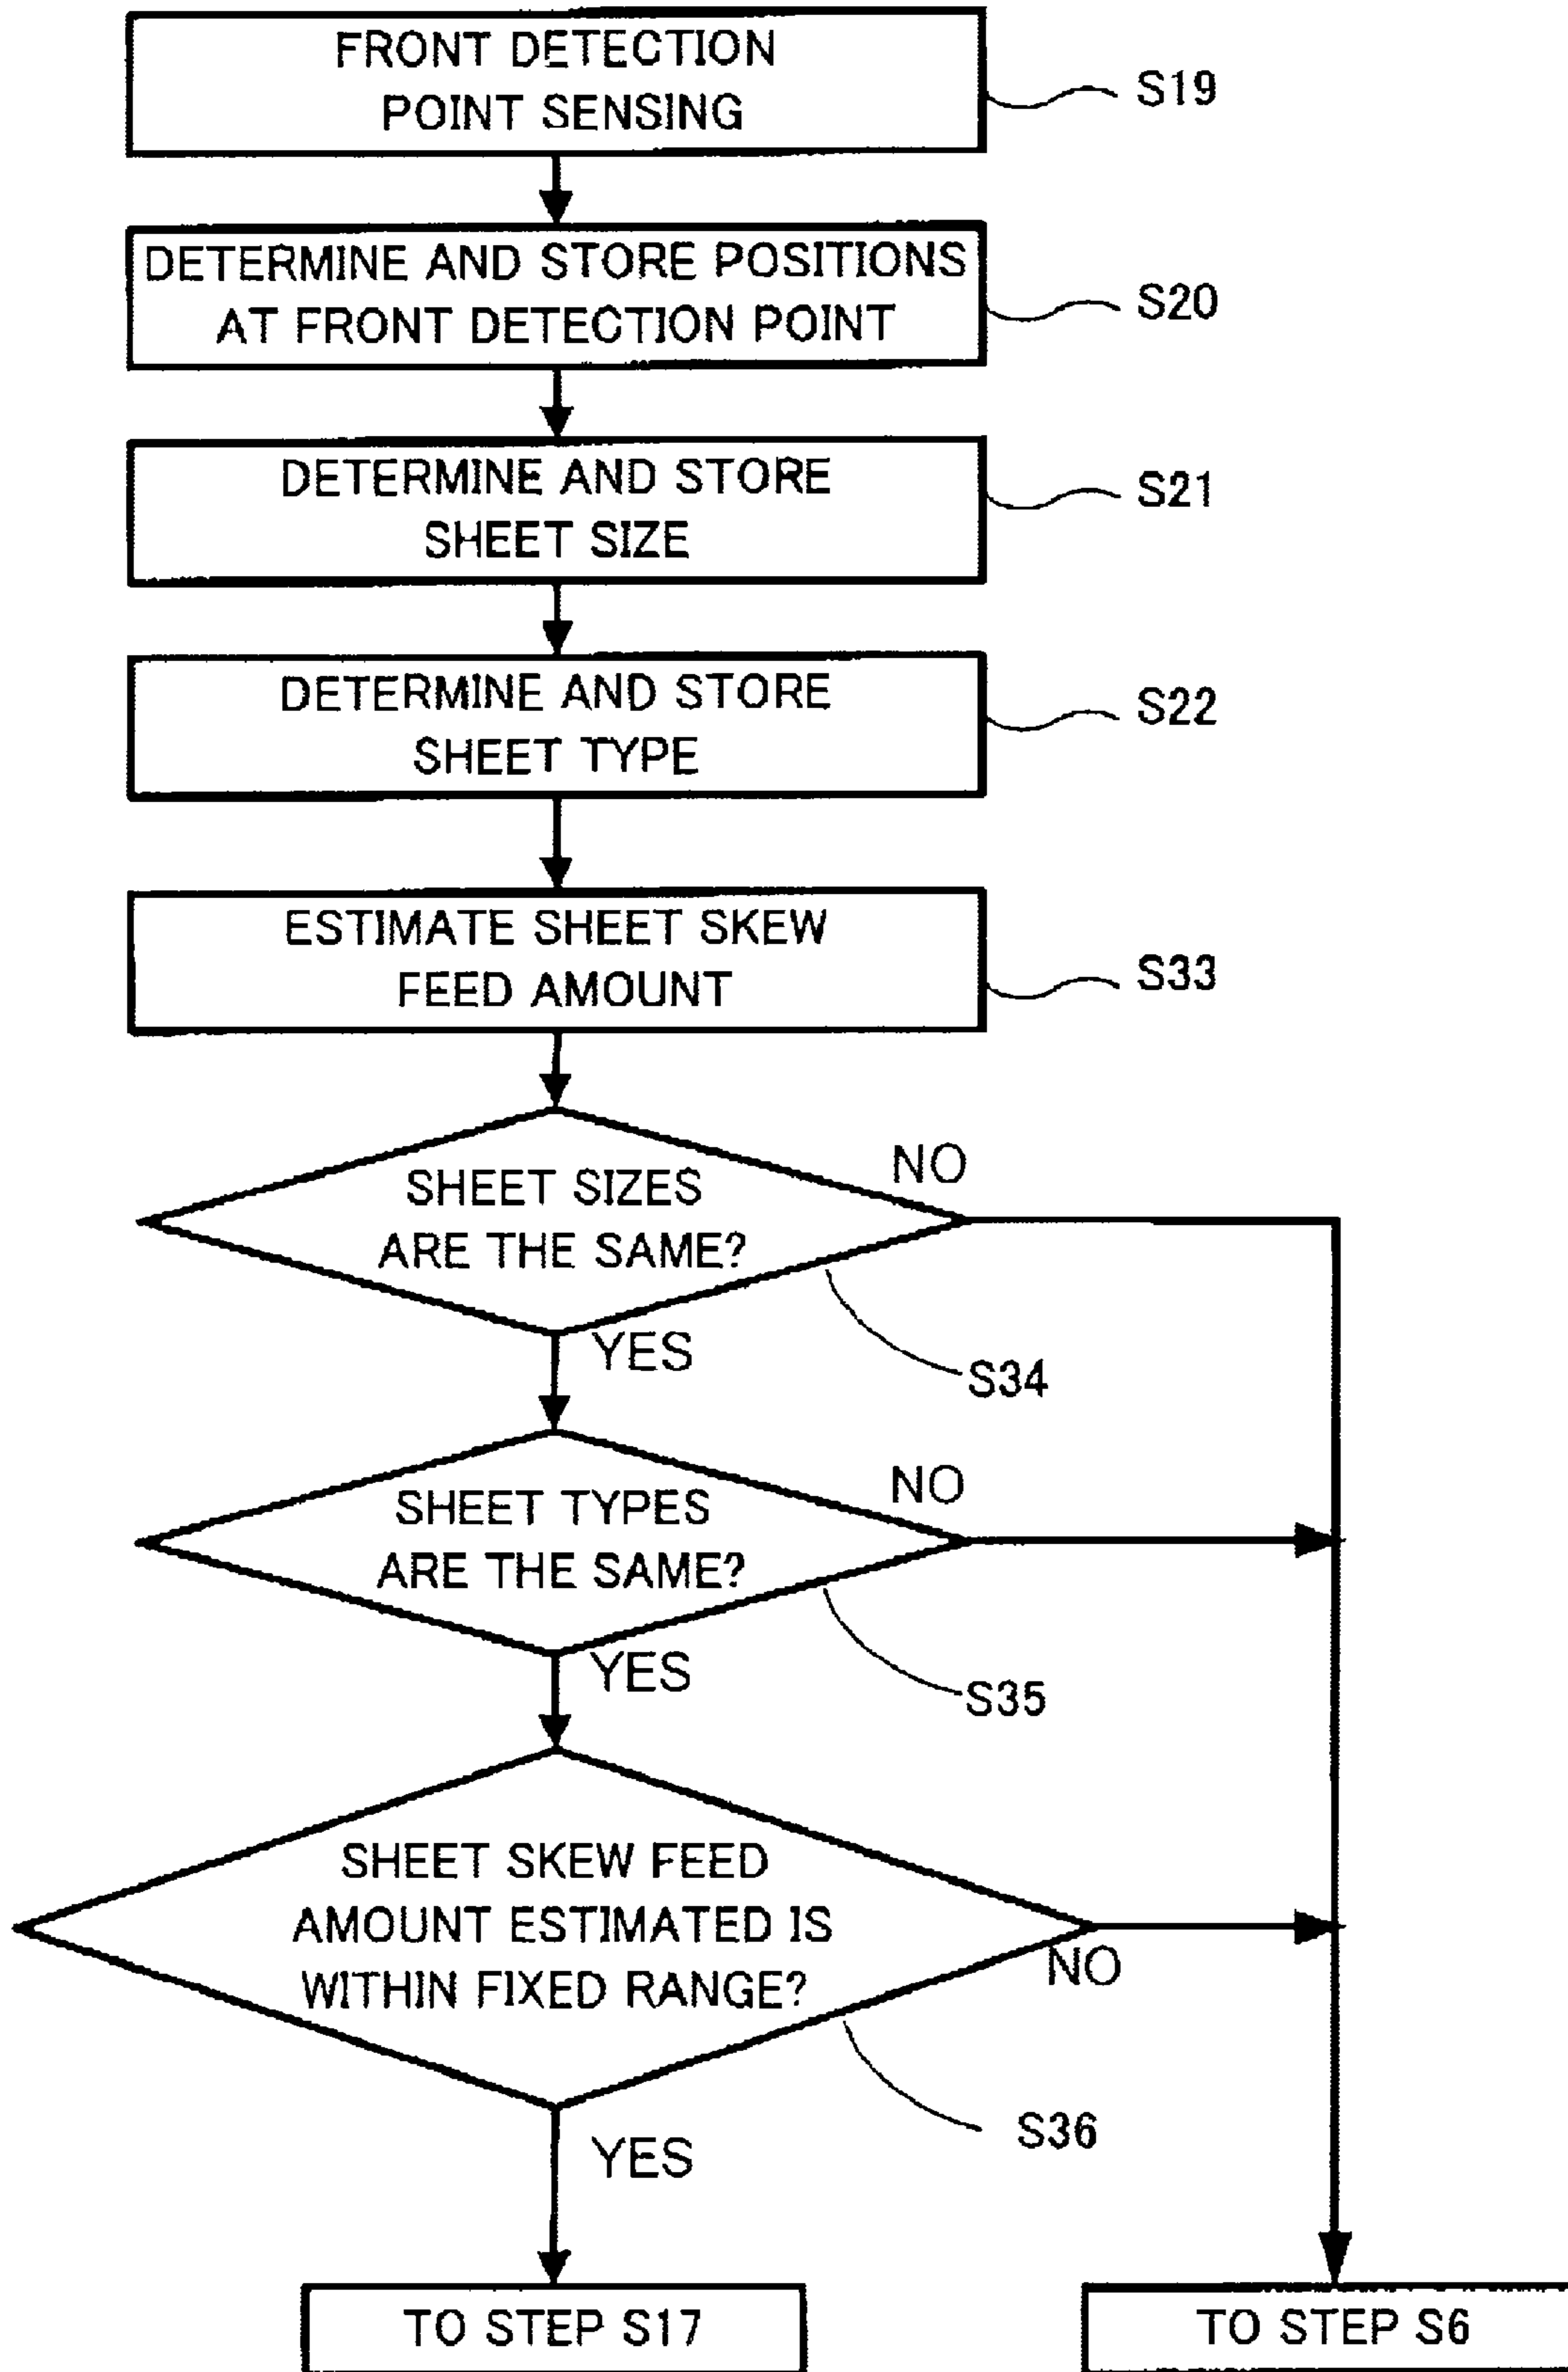 FRONT DETECTION
POINT SENSING
S19
DETERMINE AND STORE POSITIONS
AT FRONT DETECTION POINT
S20
DETERMINE AND STORE
SHEET SIZE
S21
DETERMINE AND STORE
SHEET TYPE
S22
ESTIMATE SHEET SKEW
FEED AMOUNT
S33
SHEET SIZES
ARE THE SAME?
NO
YES
S34
SHEET TYPES
ARE THE SAME?
NO
YES
S35
SHEET SKEW FEED
AMOUNT ESTIMATED IS
WITHIN FIXED RANGE?
NO
YES
S36
TO STEP S17
TO STEP S6